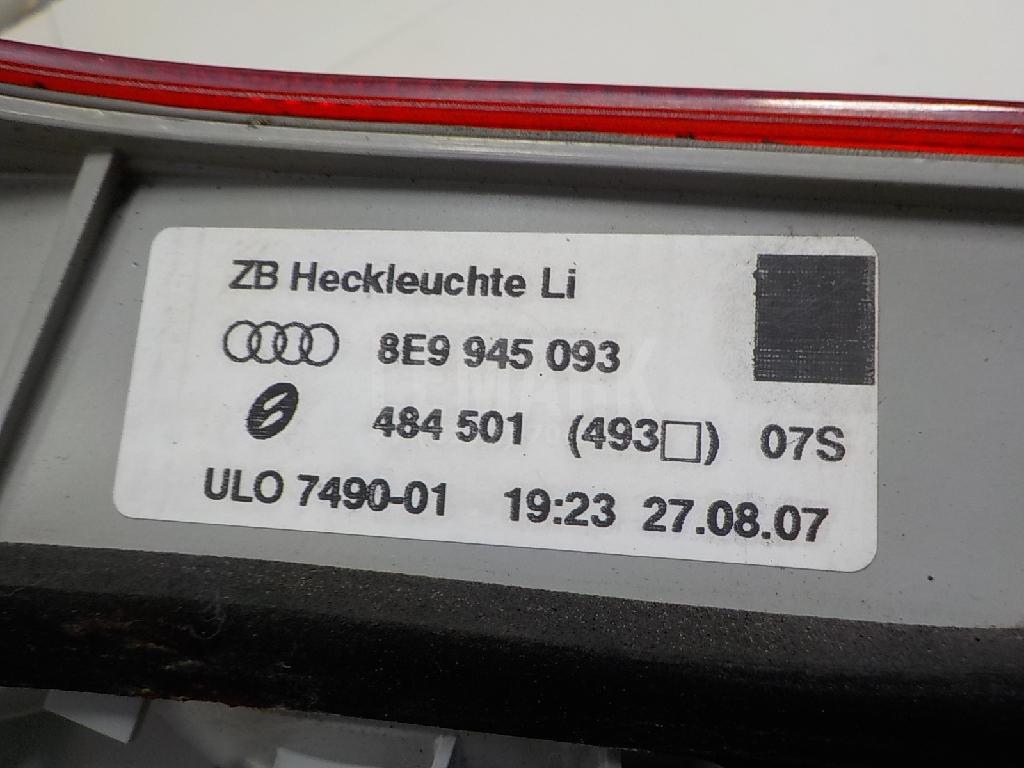 ZB Heckleuchte Li
8E9 945 093
484 501 (493□) 07S
ULO 7490-01 19:23 27.08.07